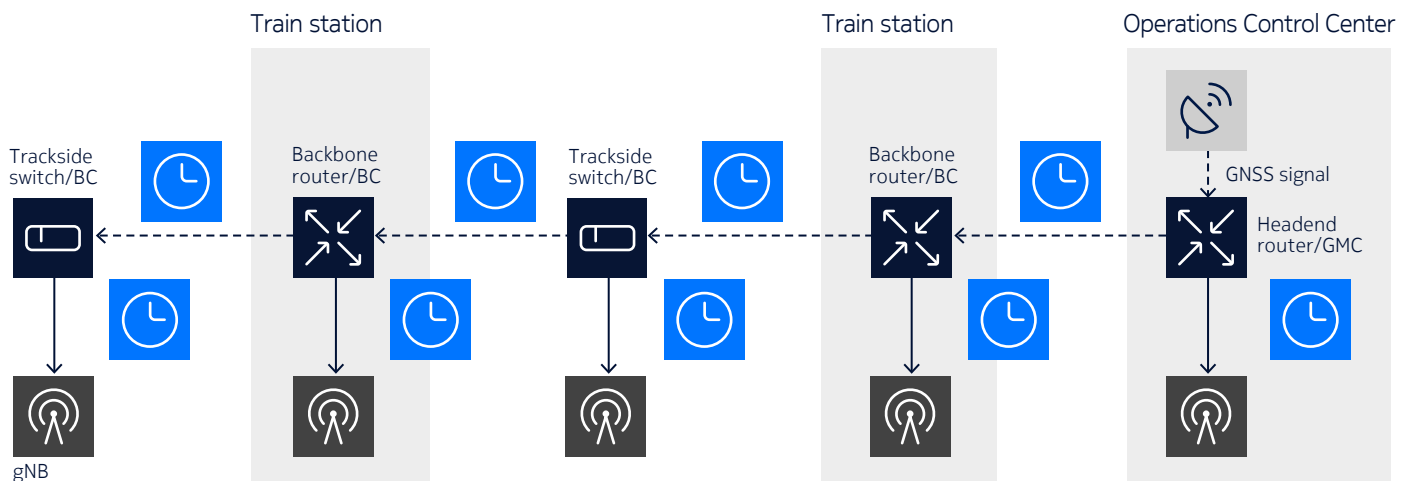 Train station
Train station
Operations Control Center
Trackside
switch/BC
Backbone
router/BC
Trackside
switch/BC
Backbone
router/BC
GNSS signal
Headend
router/GMC
gNB